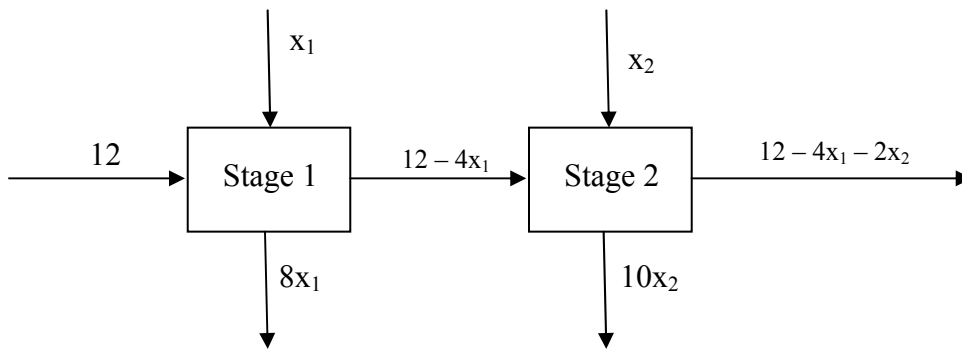 x₁
x₂
12
Stage 1
12 – 4x₁
Stage 2
12 – 4x₁ – 2x₂
8x₁
10x₂